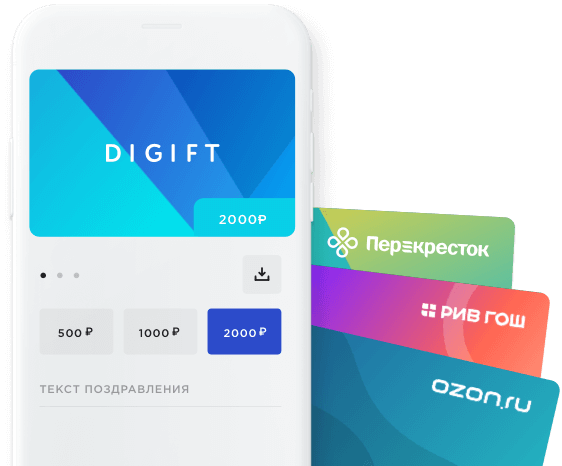 DIGIFT
2000₽
500 ₽
1000 ₽
2000 ₽
ТЕКСТ ПОЗДРАВЛЕНИЯ
Перекресток
РИВ ГОШ
ozon.ru